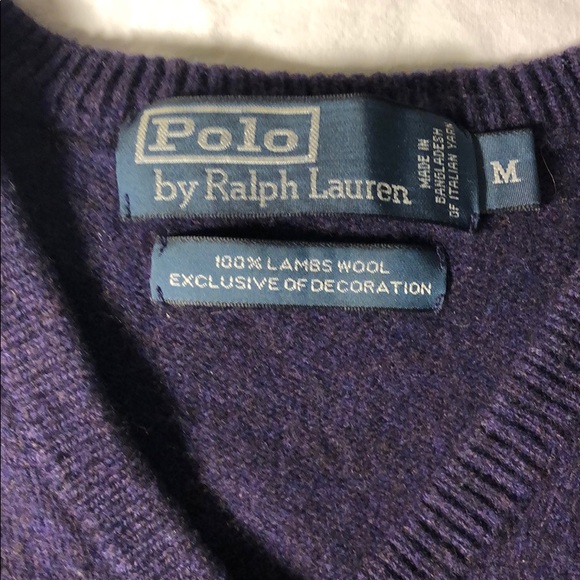 Polo
by Ralph Lauren
MADE IN
BANGLADESH
OF ITALIAN YARN
M
100% LAMBS WOOL
EXCLUSIVE OF DECORATION